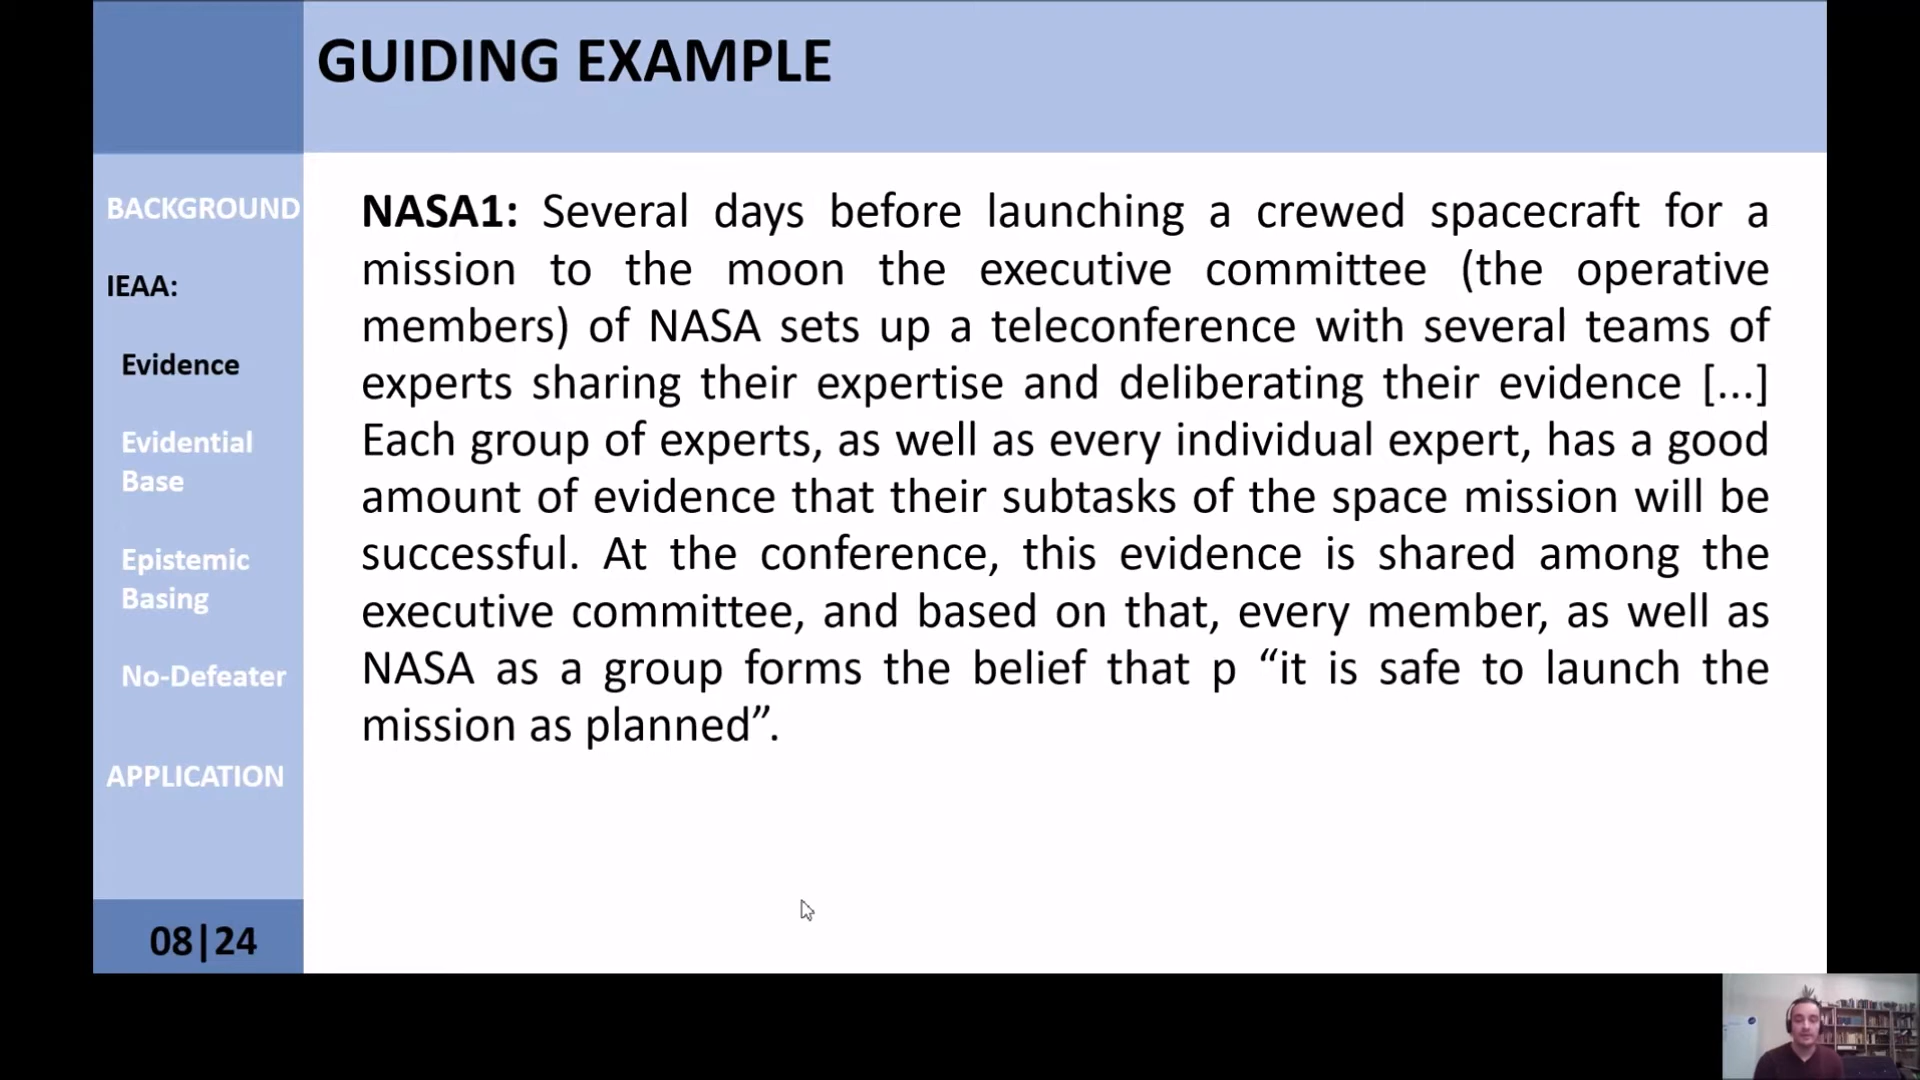 GUIDING EXAMPLE
BACKGROUND
IEAA:
Evidence
Evidential
Base
Epistemic
Basing
No-Defeater
APPLICATION
08|24
NASA1: Several days before launching a crewed spacecraft for a
mission to the moon the executive committee (the operative
members) of NASA sets up a teleconference with several teams of
experts sharing their expertise and deliberating their evidence [...]
Each group of experts, as well as every individual expert, has a good
amount of evidence that their subtasks of the space mission will be
successful. At the conference, this evidence is shared among the
executive committee, and based on that, every member, as well as
NASA as a group forms the belief that p “it is safe to launch the
mission as planned”.